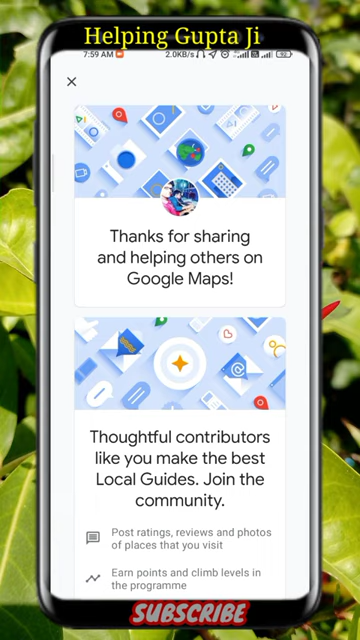 Helping Gupta Ji
7:59 AM
2.0KB/s
Thanks for sharing
and helping others on
Google Maps!
Thoughtful contributors
like you make the best
Local Guides. Join the
community.
Post ratings, reviews and photos
of places that you visit
Earn points and climb levels in
the programme
SUBSCRIBE